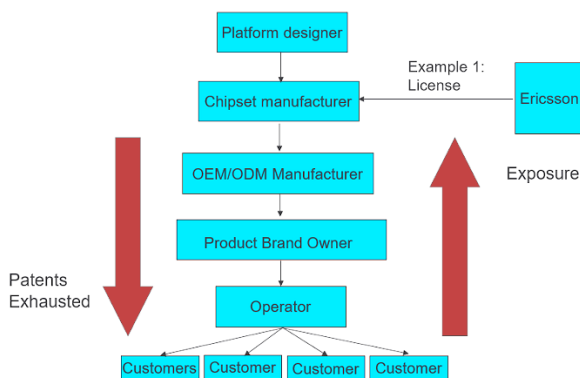 Platform designer
Example 1:
License
Chipset manufacturer
Ericsson
OEM/ODM Manufacturer
Exposure
Product Brand Owner
Patents
Exhausted
Operator
Customers
Customer
Customer
Customer